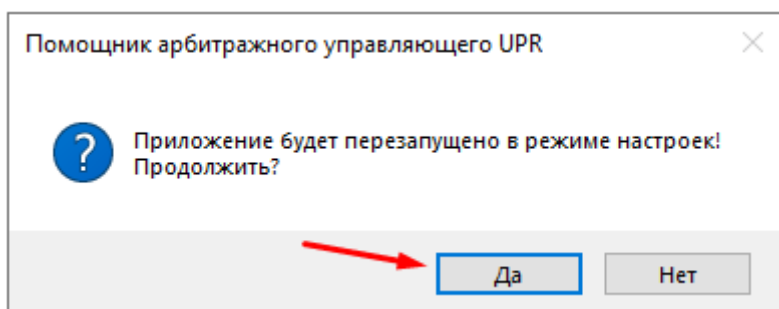 Помощник арбитражного управляющего UPR
Приложение будет перезапущено в режиме настроек!
Продолжить?
Да
Нет